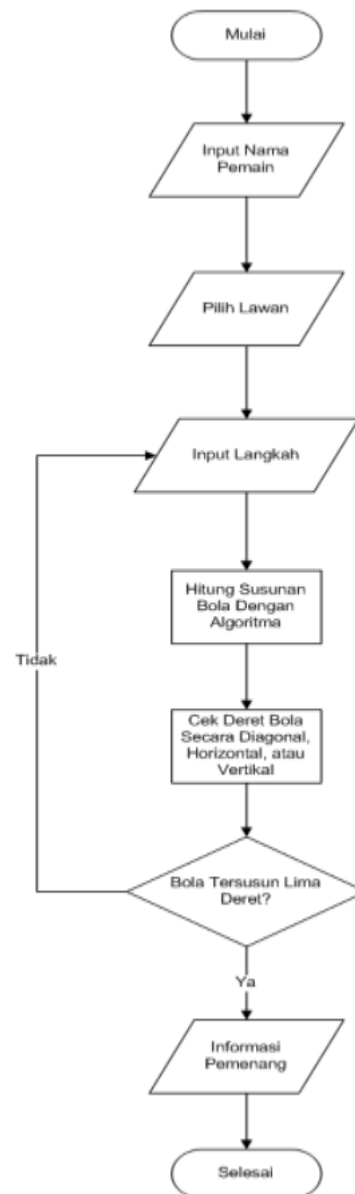 Mulai
Input Nama
Pemain
Pilih Lawan
Input Langkah
Hitung Susunan
Bola Dengan
Algoritma
Tidak
Cek Deret Bola
Secara Diagonal,
Horizontal, atau
Vertikal
Bola Tersusun Lima
Deret?
Ya
Informasi
Pemenang
Selesai